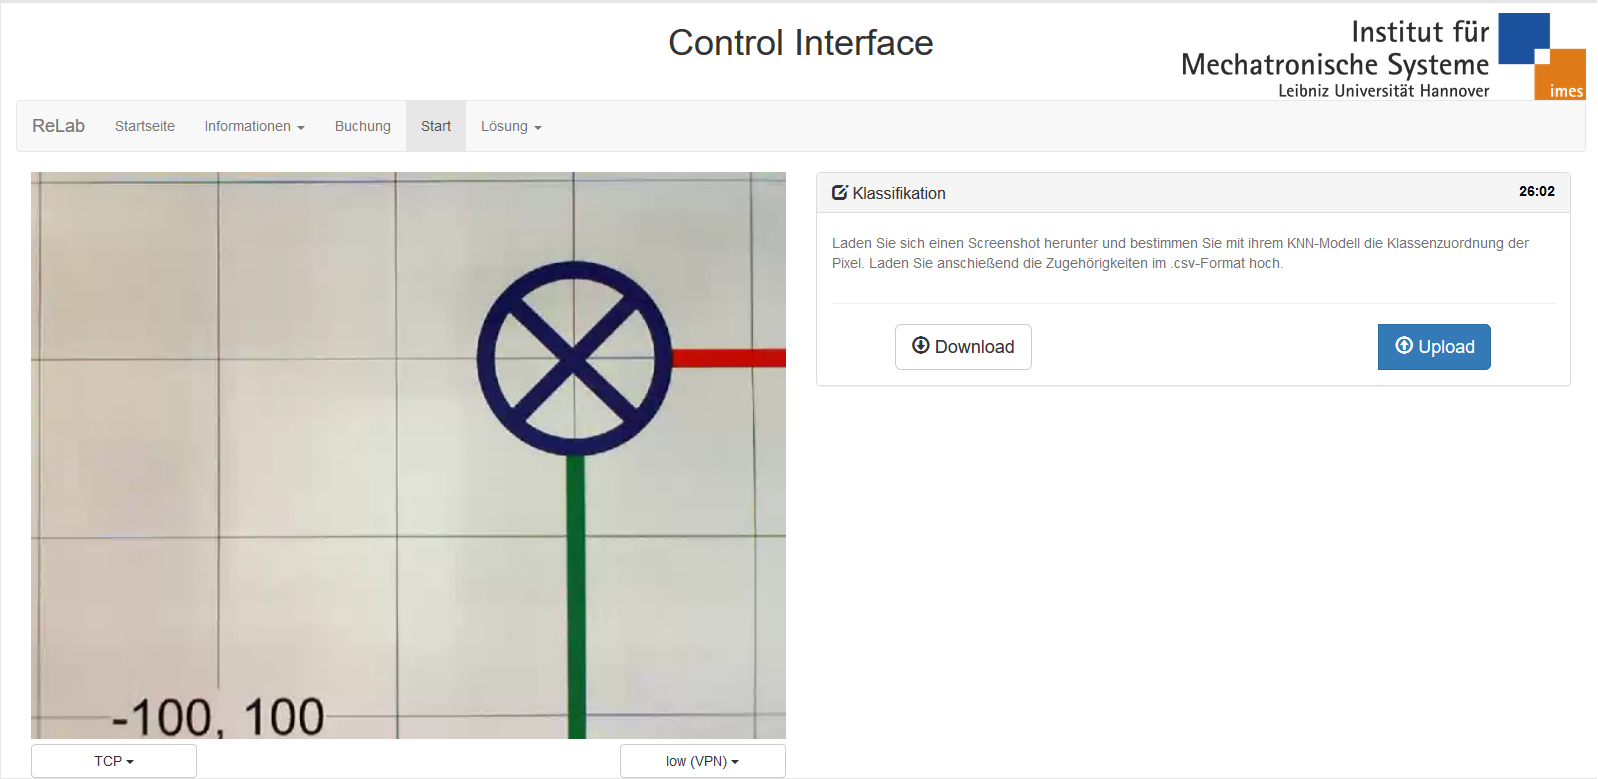 Control Interface
Institut für
Mechatronische Systeme
Leibniz Universität Hannover
imes
ReLab Startseite Informationen Buchung Start Lösung
Klassifikation 26:02
Laden Sie sich einen Screenshot herunter und bestimmen Sie mit ihrem KNN-Modell die Klassenzuordnung der
Pixel. Laden Sie anschießend die Zugehörigkeiten im .csv-Format hoch.
Download Upload
-100, 100
TCP low (VPN)